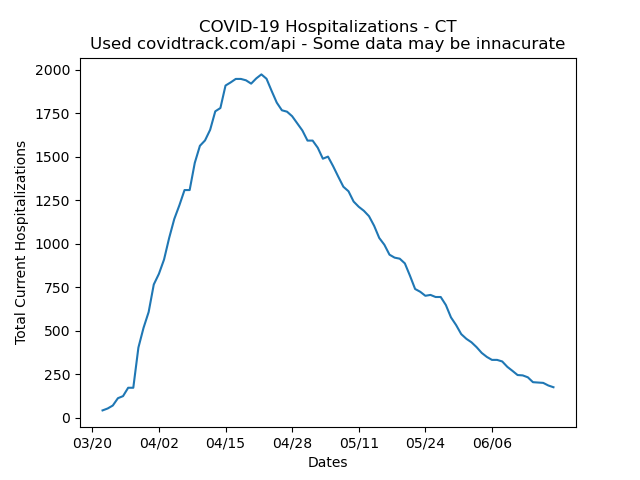 COVID-19 Hospitalizations - CT
Used covidtrack.com/api - Some data may be innacurate
Total Current Hospitalizations
2000
1750
1500
1250
1000
750
500
250
0
03/20 04/02 04/15 04/28 05/11 05/24 06/06
Dates